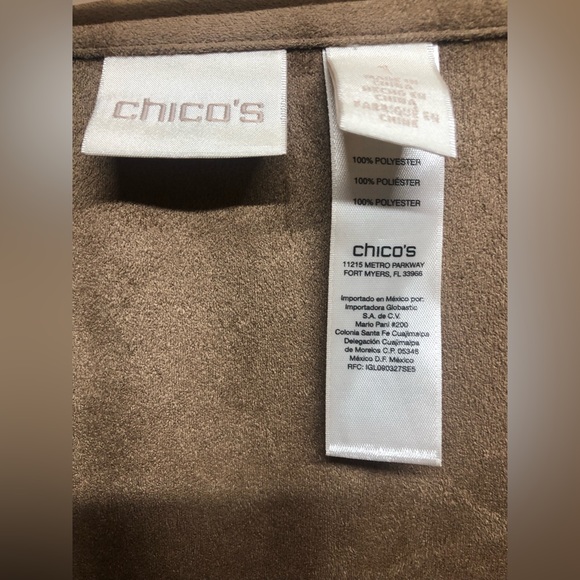 chico's
MADE IN
CHINA
HECHO EN
CHINA
FABRIQUÉ EN
CHINE
100% POLYESTER
100% POLIÉSTER
100% POLYESTER
chico's
11215 METRO PARKWAY
FORT MYERS, FL 33966
Importado en México por:
Importadora Globastic
S.A. de C.V.
Mario Pani #200
Colonia Santa Fe Cuajimalpa
Delegación Cuajimalpa
de Morelos C.P. 05348
México D.F. México
RFC: IGL090327SE5